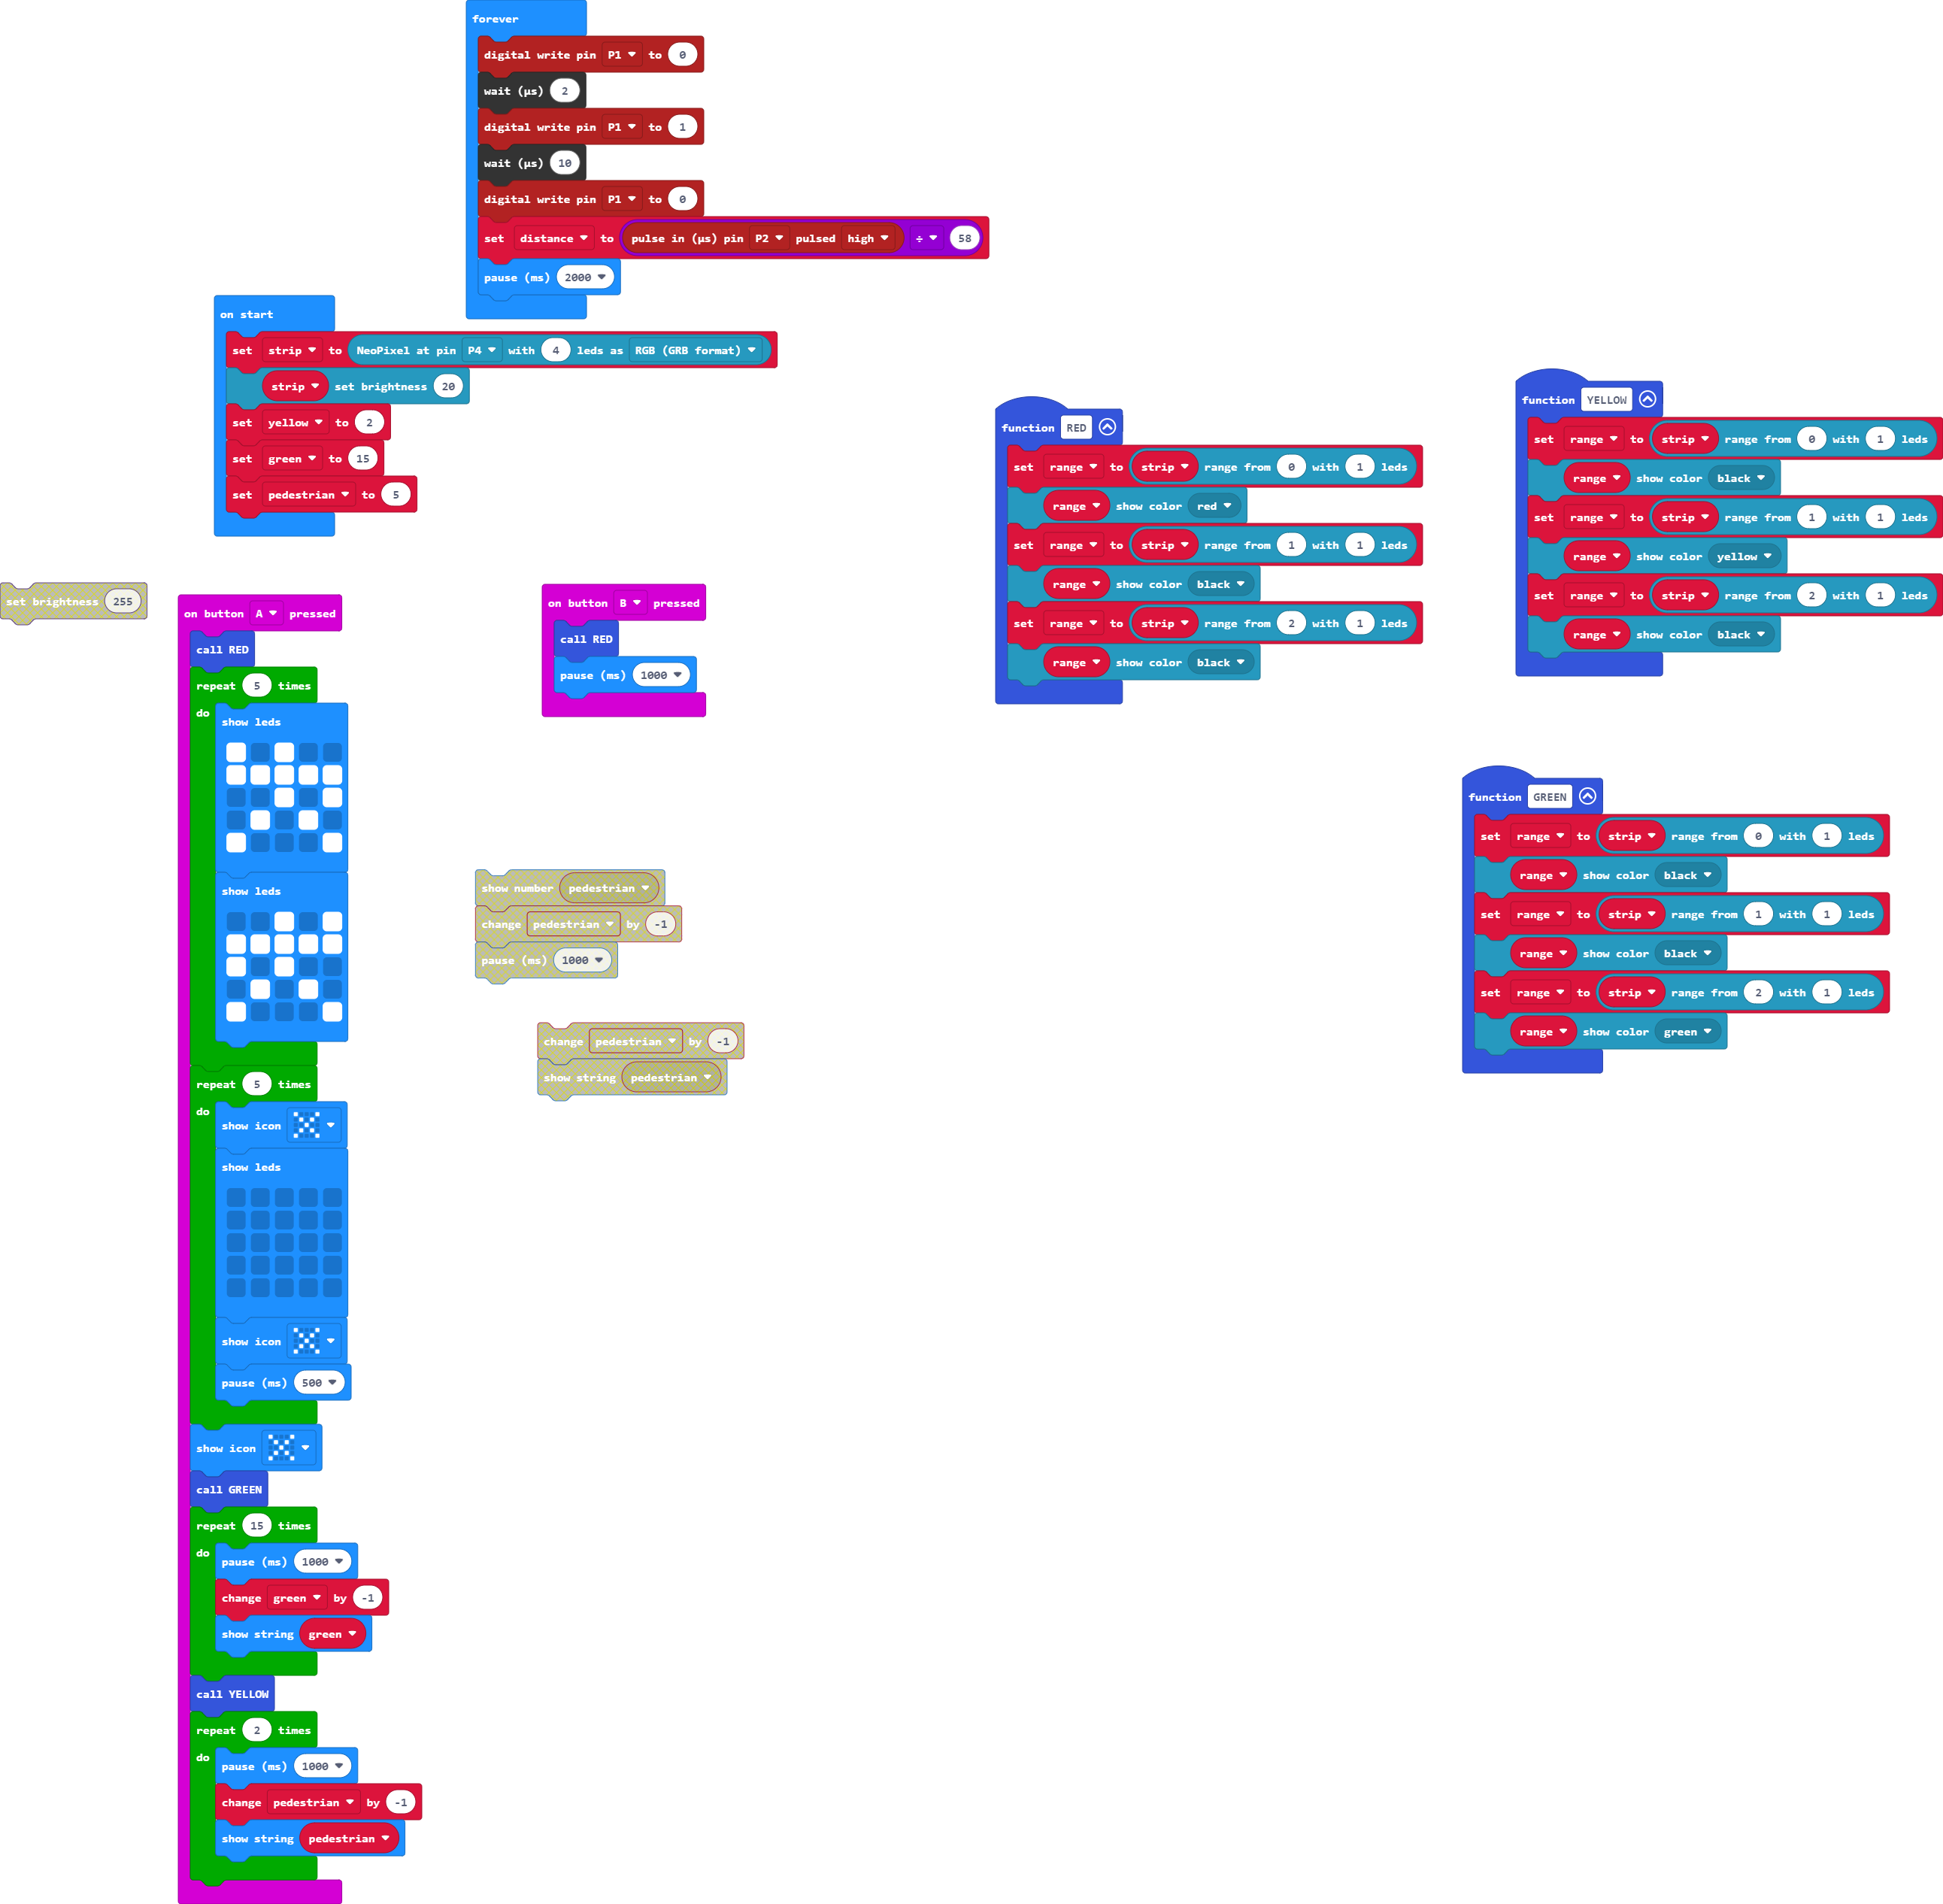 forever
digital write pin P1 to 0
wait (µs) 2
digital write pin P1 to 1
wait (µs) 10
digital write pin P1 to 0
set distance to pulse in (µs) pin P2 pulsed high ÷ 58
pause (ms) 2000
on start
set strip to NeoPixel at pin P4 with 4 leds as RGB (GRB format)
strip set brightness 20
set yellow to 2
set green to 15
set pedestrian to 5
function RED
set range to strip range from 0 with 1 leds
range show color red
set range to strip range from 1 with 1 leds
range show color black
set range to strip range from 2 with 1 leds
range show color black
function YELLOW
set range to strip range from 0 with 1 leds
range show color black
set range to strip range from 1 with 1 leds
range show color yellow
set range to strip range from 2 with 1 leds
range show color black
set brightness 255
on button A pressed
call RED
repeat 5 times
do
show leds
show leds
repeat 5 times
do
show icon
show leds
show icon
pause (ms) 500
show icon
call GREEN
repeat 15 times
do
pause (ms) 1000
change green by -1
show string green
call YELLOW
repeat 2 times
do
pause (ms) 1000
change pedestrian by -1
show string pedestrian
on button B pressed
call RED
pause (ms) 1000
show number pedestrian
change pedestrian by -1
pause (ms) 1000
change pedestrian by -1
show string pedestrian
function GREEN
set range to strip range from 0 with 1 leds
range show color black
set range to strip range from 1 with 1 leds
range show color black
set range to strip range from 2 with 1 leds
range show color green